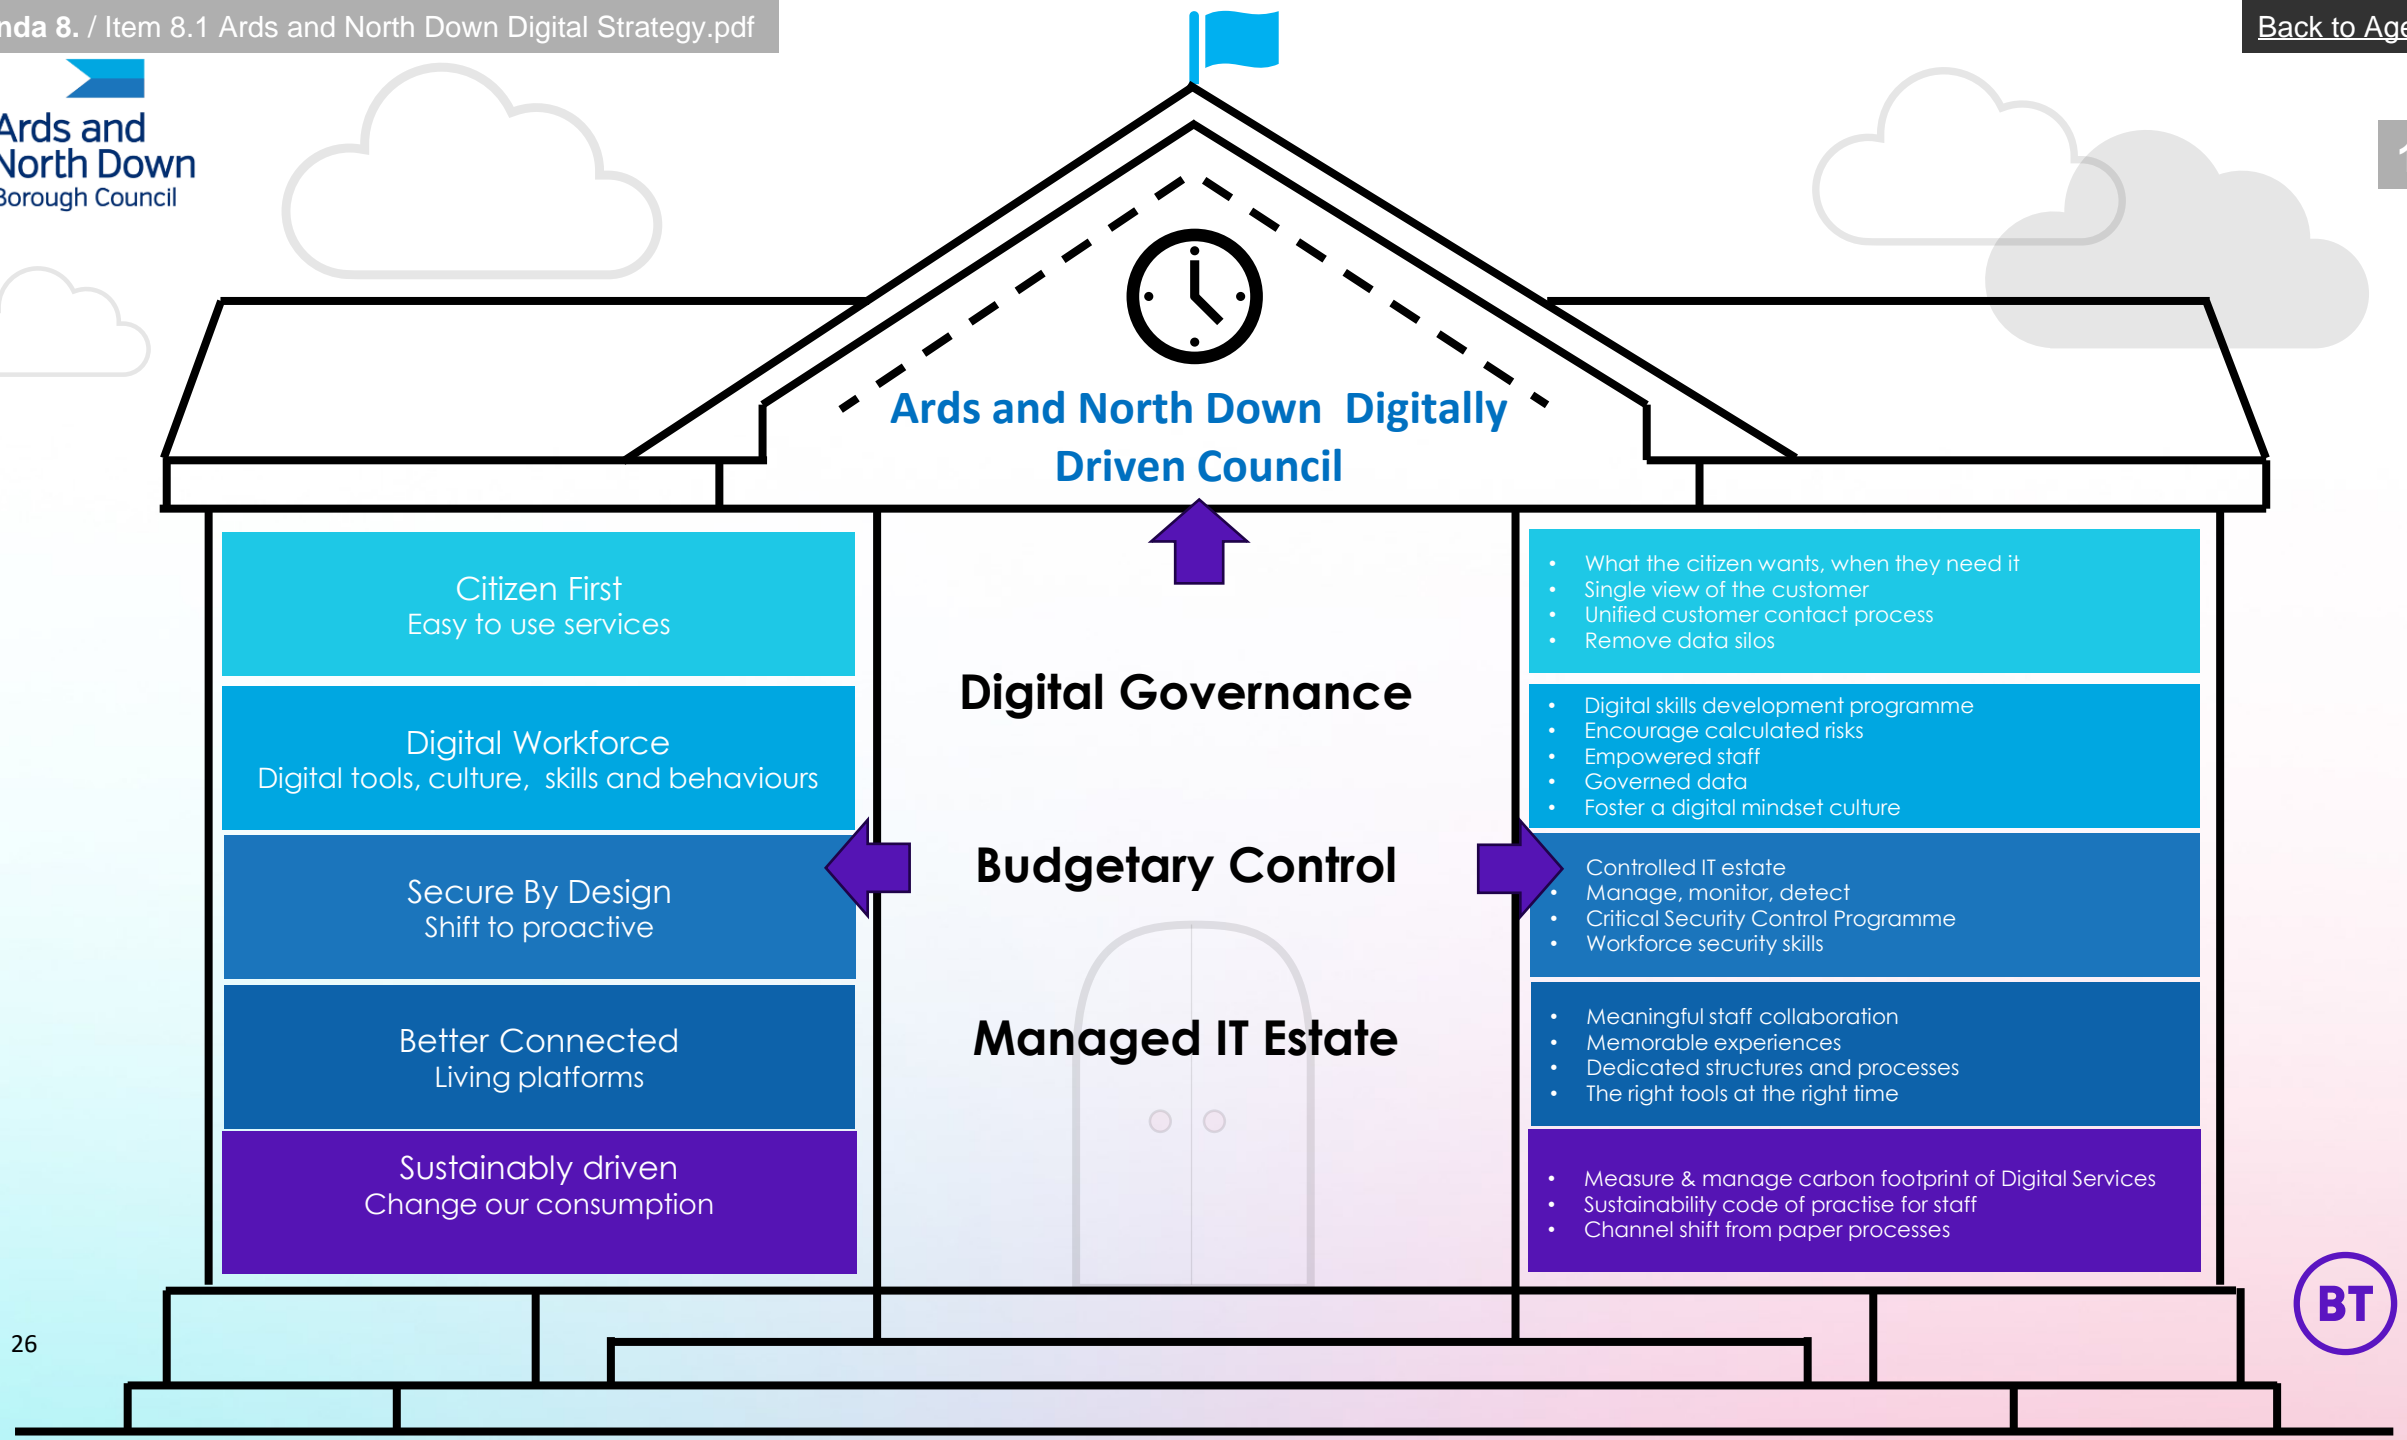 nda 8. / Item 8.1 Ards and North Down Digital Strategy.pdf
Back to Age
Ards and
North Down
Borough Council
Ards and North Down  Digitally
Driven Council
Citizen First
Easy to use services
Digital Workforce
Digital tools, culture,  skills and behaviours
Secure By Design
Shift to proactive
Better Connected
Living platforms
Sustainably driven
Change our consumption
Digital Governance
Budgetary Control
Managed IT Estate
• What the citizen wants, when they need it
• Single view of the customer
• Unified customer contact process
• Remove data silos
• Digital skills development programme
• Encourage calculated risks
• Empowered staff
• Governed data
• Foster a digital mindset culture
Controlled IT estate
• Manage, monitor, detect
• Critical Security Control Programme
• Workforce security skills
• Meaningful staff collaboration
• Memorable experiences
• Dedicated structures and processes
• The right tools at the right time
• Measure & manage carbon footprint of Digital Services
• Sustainability code of practise for staff
• Channel shift from paper processes
BT
26